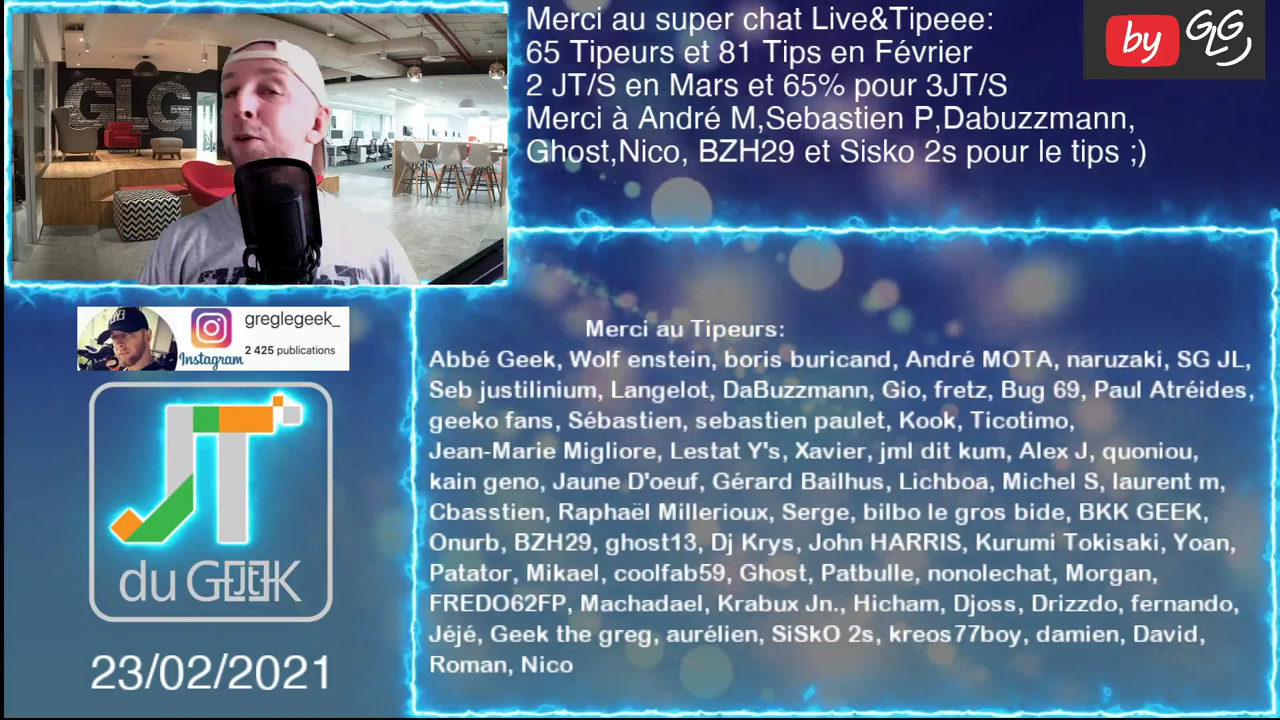 Merci au super chat Live&Tipeee:
65 Tipeurs et 81 Tips en Février
2 JT/S en Mars et 65% pour 3JT/S
Merci à André M,Sebastien P,Dabuzzmann,
Ghost,Nico, BZH29 et Sisko 2s pour le tips ;)
by GLG
GLG
greglegeek_
Instagram
2 425 publications
JT
du GEEK
23/02/2021
Merci au Tipeurs:
Abbé Geek, Wolf enstein, boris buricand, André MOTA, naruzaki, SG JL,
Seb justilinium, Langelot, DaBuzzmann, Gio, fretz, Bug 69, Paul Atréides,
geeko fans, Sébastien, sebastien paulet, Kook, Ticotimo,
Jean-Marie Migliore, Lestat Y's, Xavier, jml dit kum, Alex J, quoniou,
kain geno, Jaune D'oeuf, Gérard Bailhus, Lichboa, Michel S, laurent m,
Cbasstien, Raphaël Millerioux, Serge, bilbo le gros bide, BKK GEEK,
Onurb, BZH29, ghost13, Dj Krys, John HARRIS, Kurumi Tokisaki, Yoan,
Patator, Mikael, coolfab59, Ghost, Patbulle, nonolechat, Morgan,
FREDO62FP, Machadael, Krabux Jn., Hicham, Djoss, Drizzdo, fernando,
Jéjé, Geek the greg, aurélien, SiSkO 2s, kreos77boy, damien, David,
Roman, Nico